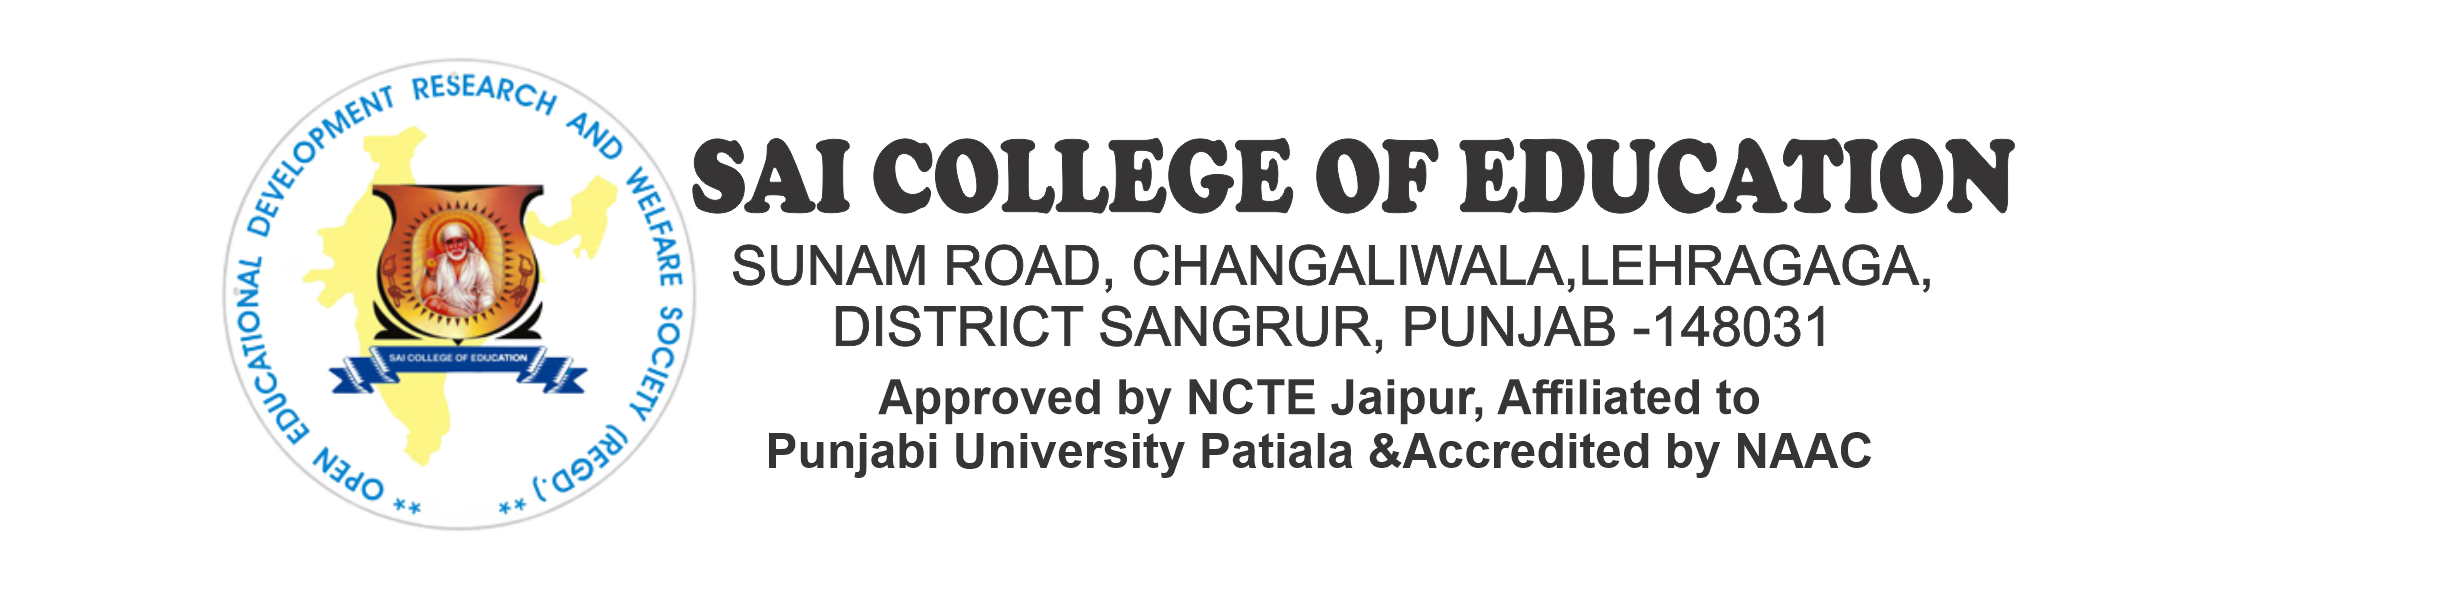 ** OPEN EDUCATIONAL DEVELOPMENT RESEARCH AND WELFARE SOCIETY (REGD.) **
SAI COLLEGE OF EDUCATION
SAI COLLEGE OF EDUCATION
SUNAM ROAD, CHANGALIWALA,LEHRAGAGA,
DISTRICT SANGRUR, PUNJAB -148031
Approved by NCTE Jaipur, Affiliated to
Punjabi University Patiala &Accredited by NAAC